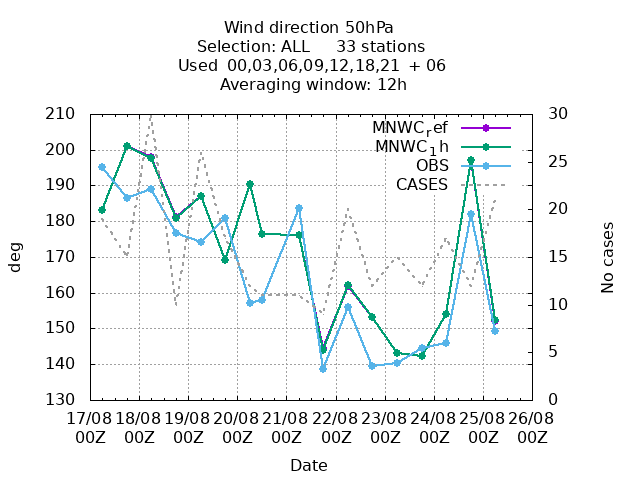 Wind direction 50hPa
Selection: ALL 33 stations
Used 00,03,06,09,12,18,21 + 06
Averaging window: 12h
210 200 190 180 170 160 150 140 130
deg
30 25 20 15 10 5 0
No cases
MNWC_ref
MNWC_1h
OBS
CASES
17/08 18/08 19/08 20/08 21/08 22/08 23/08 24/08 25/08 26/08
00Z 00Z 00Z 00Z 00Z 00Z 00Z 00Z 00Z 00Z
Date